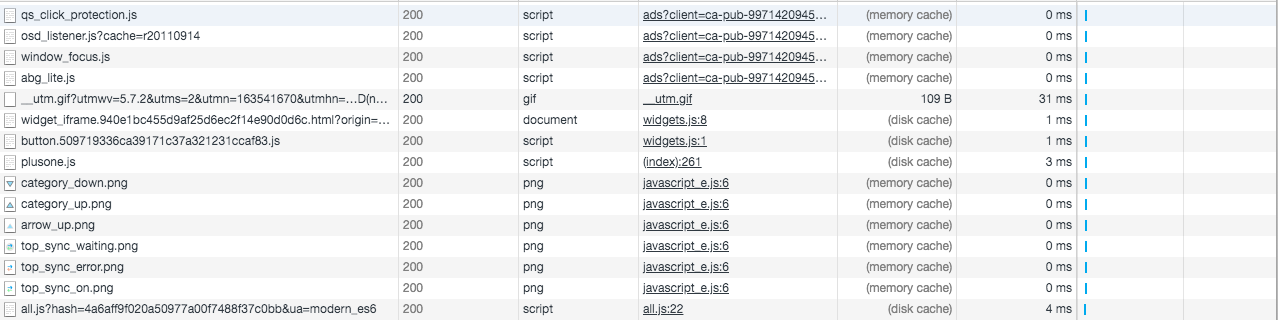 qs_click_protection.js 200 script ads?client=ca-pub-9971420945... (memory cache) 0 ms
osd_listener.js?cache=r20110914 200 script ads?client=ca-pub-9971420945... (memory cache) 0 ms
window_focus.js 200 script ads?client=ca-pub-9971420945... (memory cache) 0 ms
abg_lite.js 200 script ads?client=ca-pub-9971420945... (memory cache) 0 ms
__utm.gif?utmwv=5.7.2&utms=2&utmn=163541670&utmhn=...D(n... 200 gif __utm.gif 109 B 31 ms
widget_iframe.940e1bc455d9af25d6ec2f14e90d0d6c.html?origin=... 200 document widgets.js:8 (disk cache) 1 ms
button.509719336ca39171c37a321231ccaf83.js 200 script widgets.js:1 (disk cache) 1 ms
plusone.js 200 script (index):261 (disk cache) 3 ms
category_down.png 200 png javascript_e.js:6 (memory cache) 0 ms
category_up.png 200 png javascript_e.js:6 (memory cache) 0 ms
arrow_up.png 200 png javascript_e.js:6 (memory cache) 0 ms
top_sync_waiting.png 200 png javascript_e.js:6 (memory cache) 0 ms
top_sync_error.png 200 png javascript_e.js:6 (memory cache) 0 ms
top_sync_on.png 200 png javascript_e.js:6 (memory cache) 0 ms
all.js?hash=4a6aff9f020a50977a00f7488f37c0bb&ua=modern_es6 200 script all.js:22 (disk cache) 4 ms